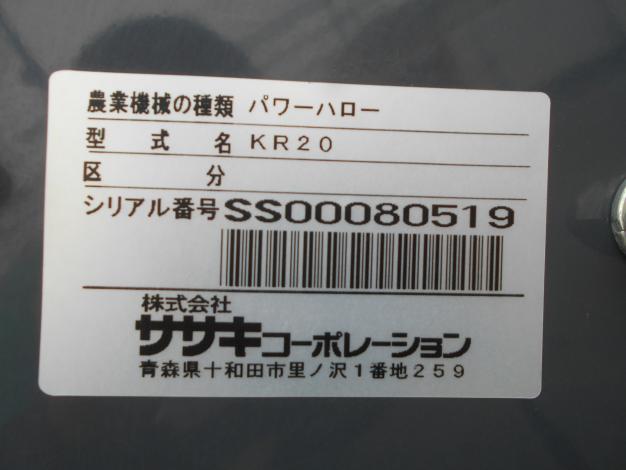 農業機械の種類 パワーハロー
型式名 KR20
区分
シリアル番号 SS00080519
株式会社
ササキコーポレーション
青森県十和田市里ノ沢1番地259